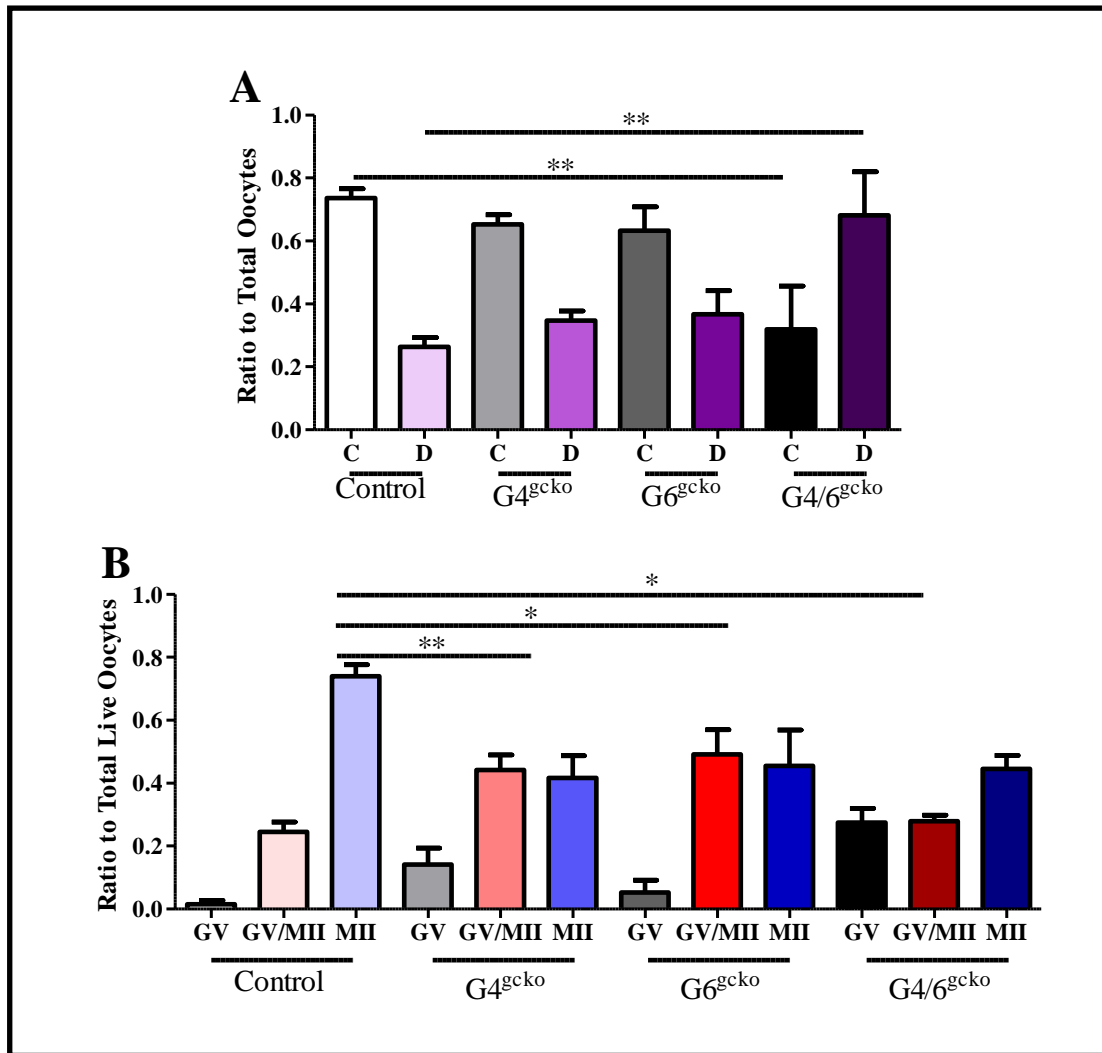 A
Ratio to Total Oocytes
1.0
0.8
0.6
0.4
0.2
0.0
**
**
C D C D C D C D
Control G4gcko G6gcko G4/6gcko
B
Ratio to Total Live Oocytes
1.0
0.8
0.6
0.4
0.2
0.0
*
*
**
GV GV/MII MII GV GV/MII MII GV GV/MII MII GV GV/MII MII
Control G4gcko G6gcko G4/6gcko